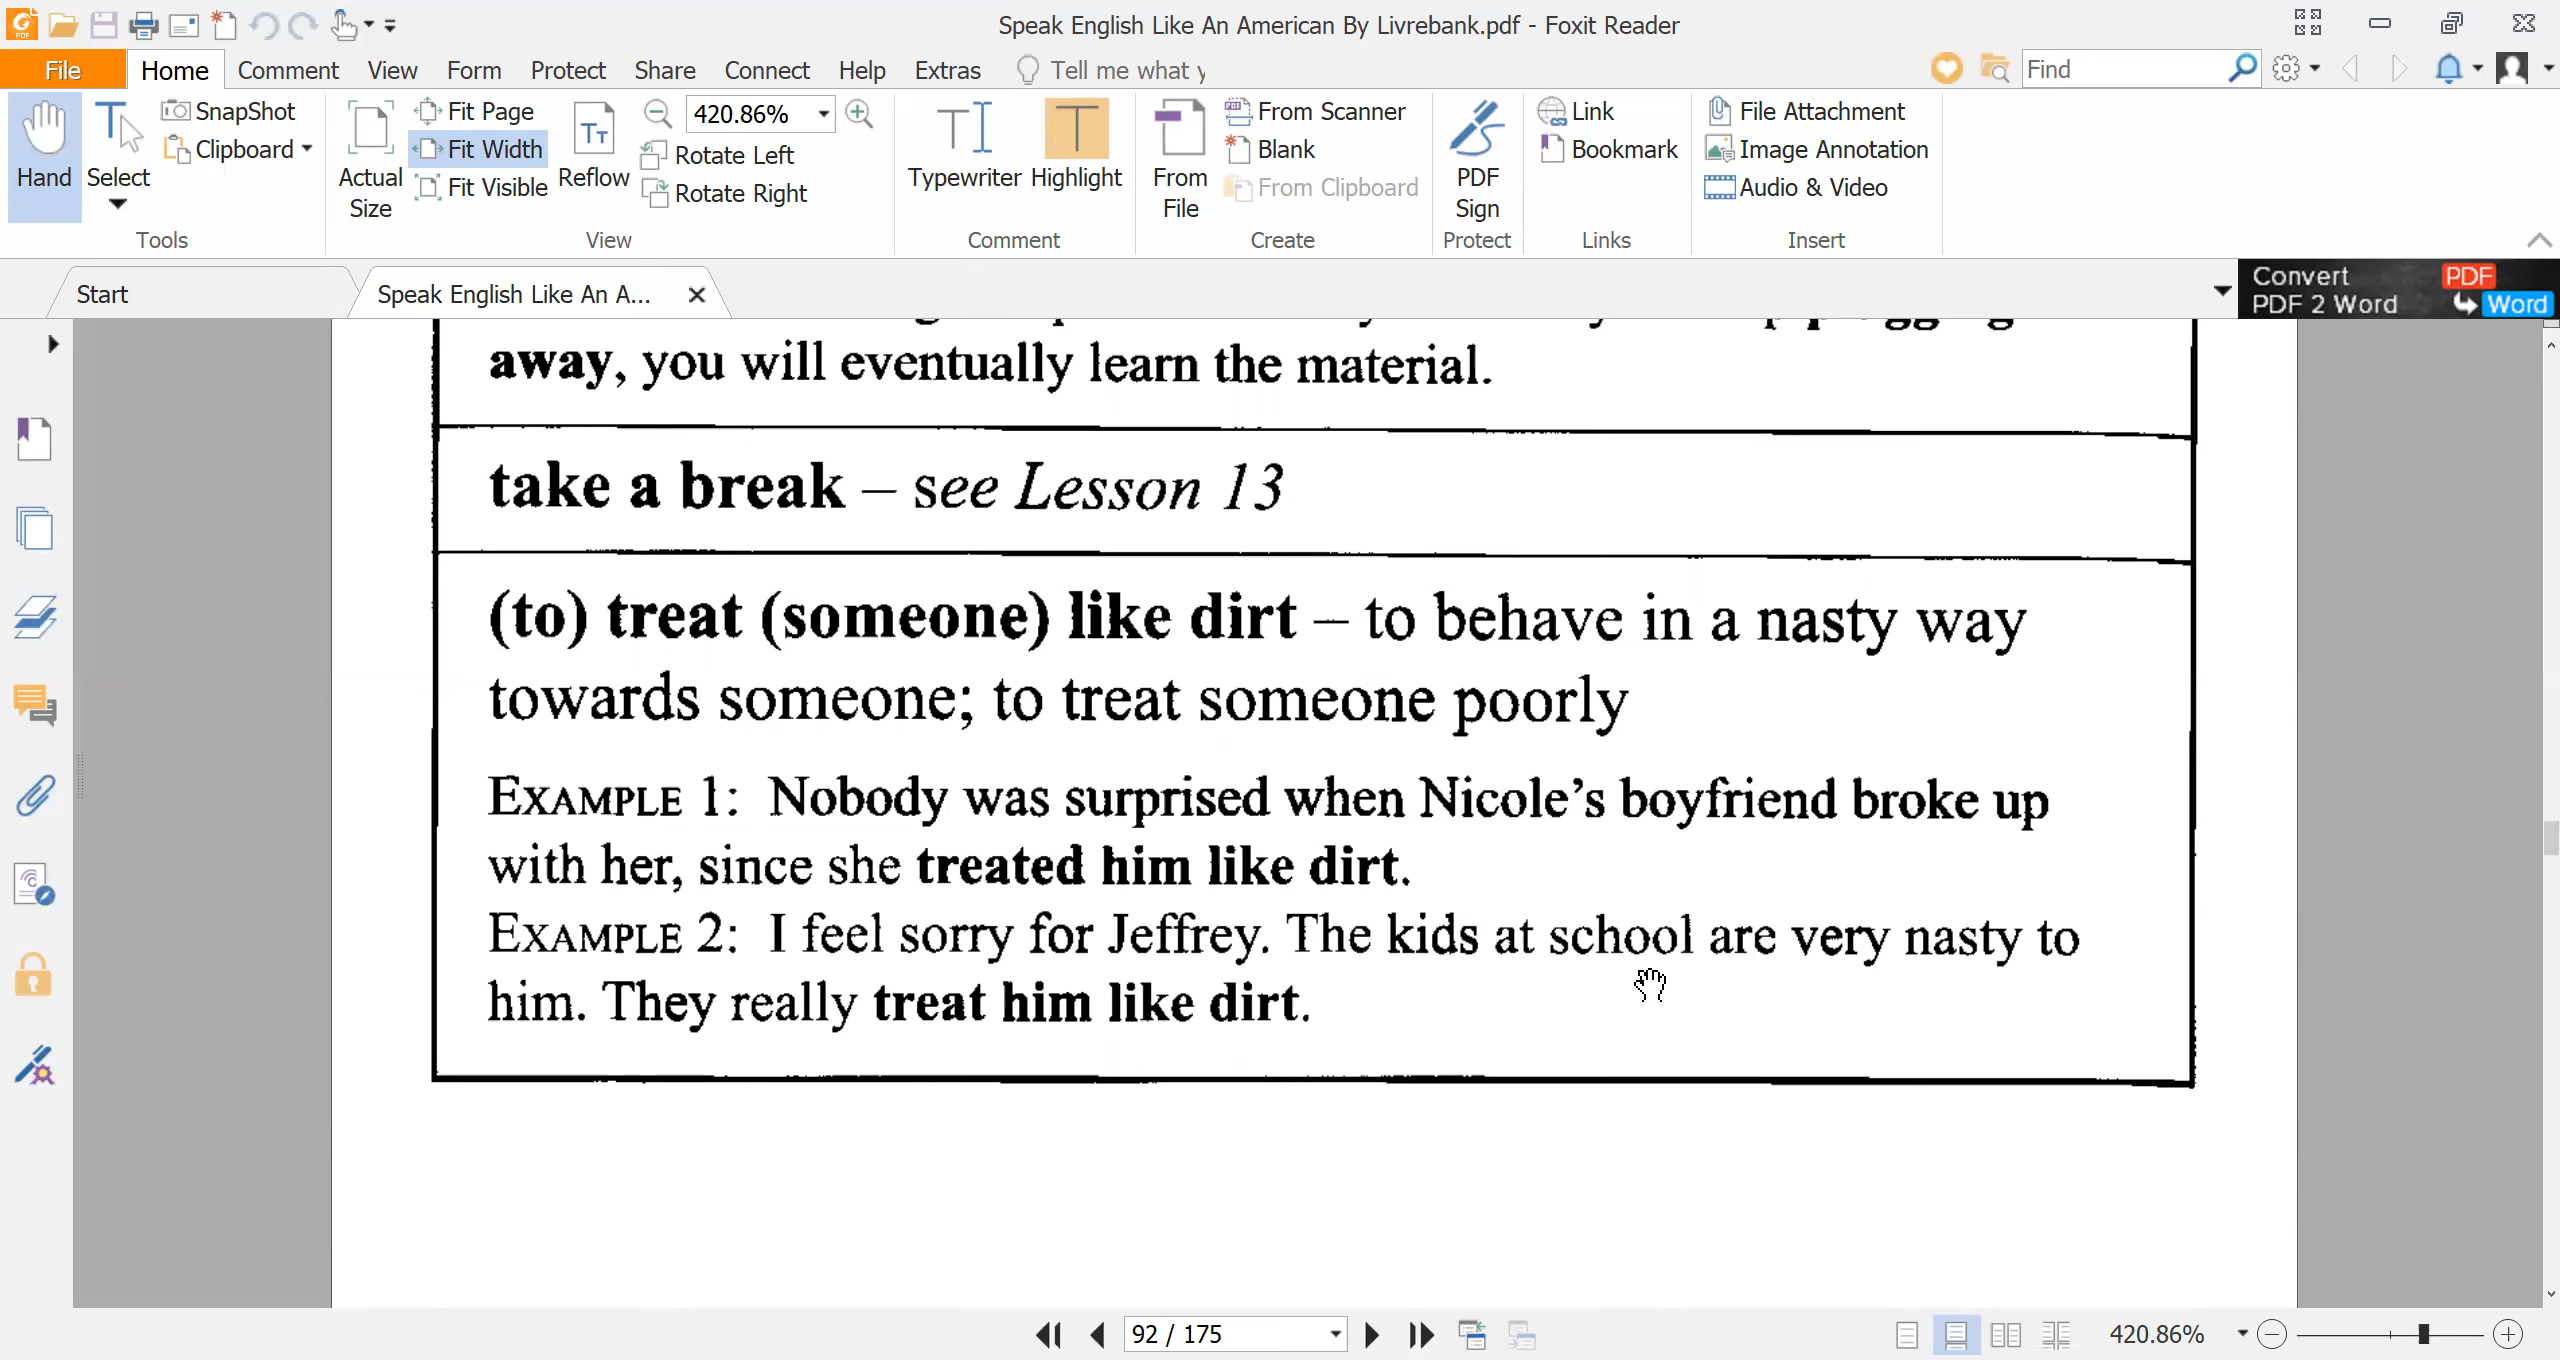 Speak English Like An American By Livrebank.pdf - Foxit Reader
File Home Comment View Form Protect Share Connect Help Extras Tell me what Find
Hand
Select
SnapShot
Clipboard
Tools
Actual Size
Fit Page
Fit Width
Fit Visible
Reflow
420.86%
Rotate Left
Rotate Right
View
Typewriter Highlight
Comment
From File
From Scanner
Blank
From Clipboard
Create
PDF Sign
Protect
Link
Bookmark
Links
File Attachment
Image Annotation
Audio & Video
Insert
Start
Speak English Like An A...
Convert PDF
PDF 2 Word Word
away, you will eventually learn the material.
take a break – see Lesson 13
(to) treat (someone) like dirt – to behave in a nasty way
towards someone; to treat someone poorly
EXAMPLE 1: Nobody was surprised when Nicole’s boyfriend broke up
with her, since she treated him like dirt.
EXAMPLE 2: I feel sorry for Jeffrey. The kids at school are very nasty to
him. They really treat him like dirt.
92 / 175
420.86%